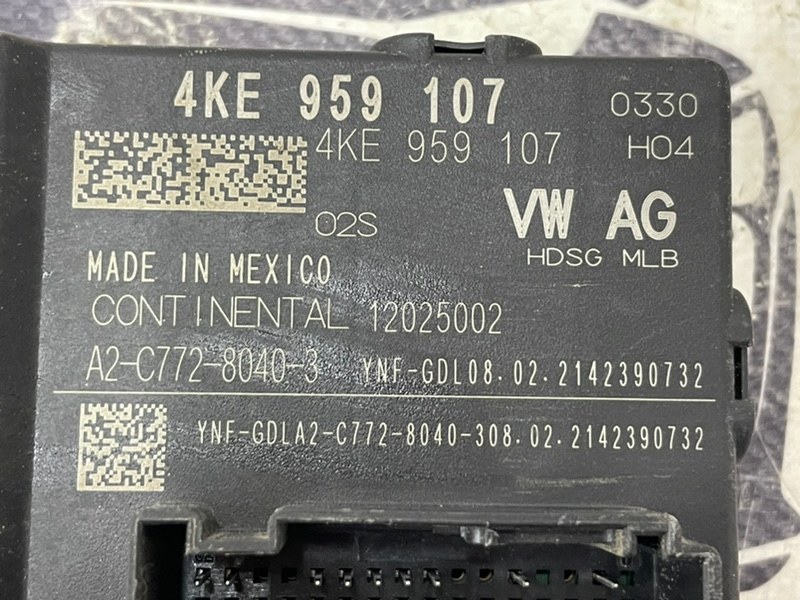 4KE 959 107 0330
4KE 959 107 H04
02S VW AG
HDSG MLB
MADE IN MEXICO
CONTINENTAL 12025002
A2-C772-8040-3 YNF-GDL08.02.2142390732
YNF-GDLA2-C772-8040-308.02.2142390732